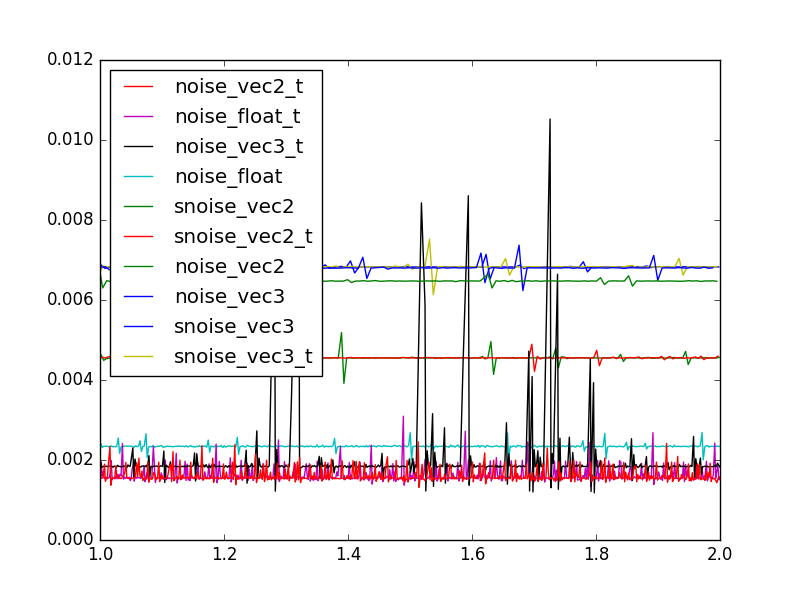 0.012
0.010
0.008
0.006
0.004
0.002
0.000
noise_vec2_t
noise_float_t
noise_vec3_t
noise_float
snoise_vec2
snoise_vec2_t
noise_vec2
noise_vec3
snoise_vec3
snoise_vec3_t
1.0 1.2 1.4 1.6 1.8 2.0